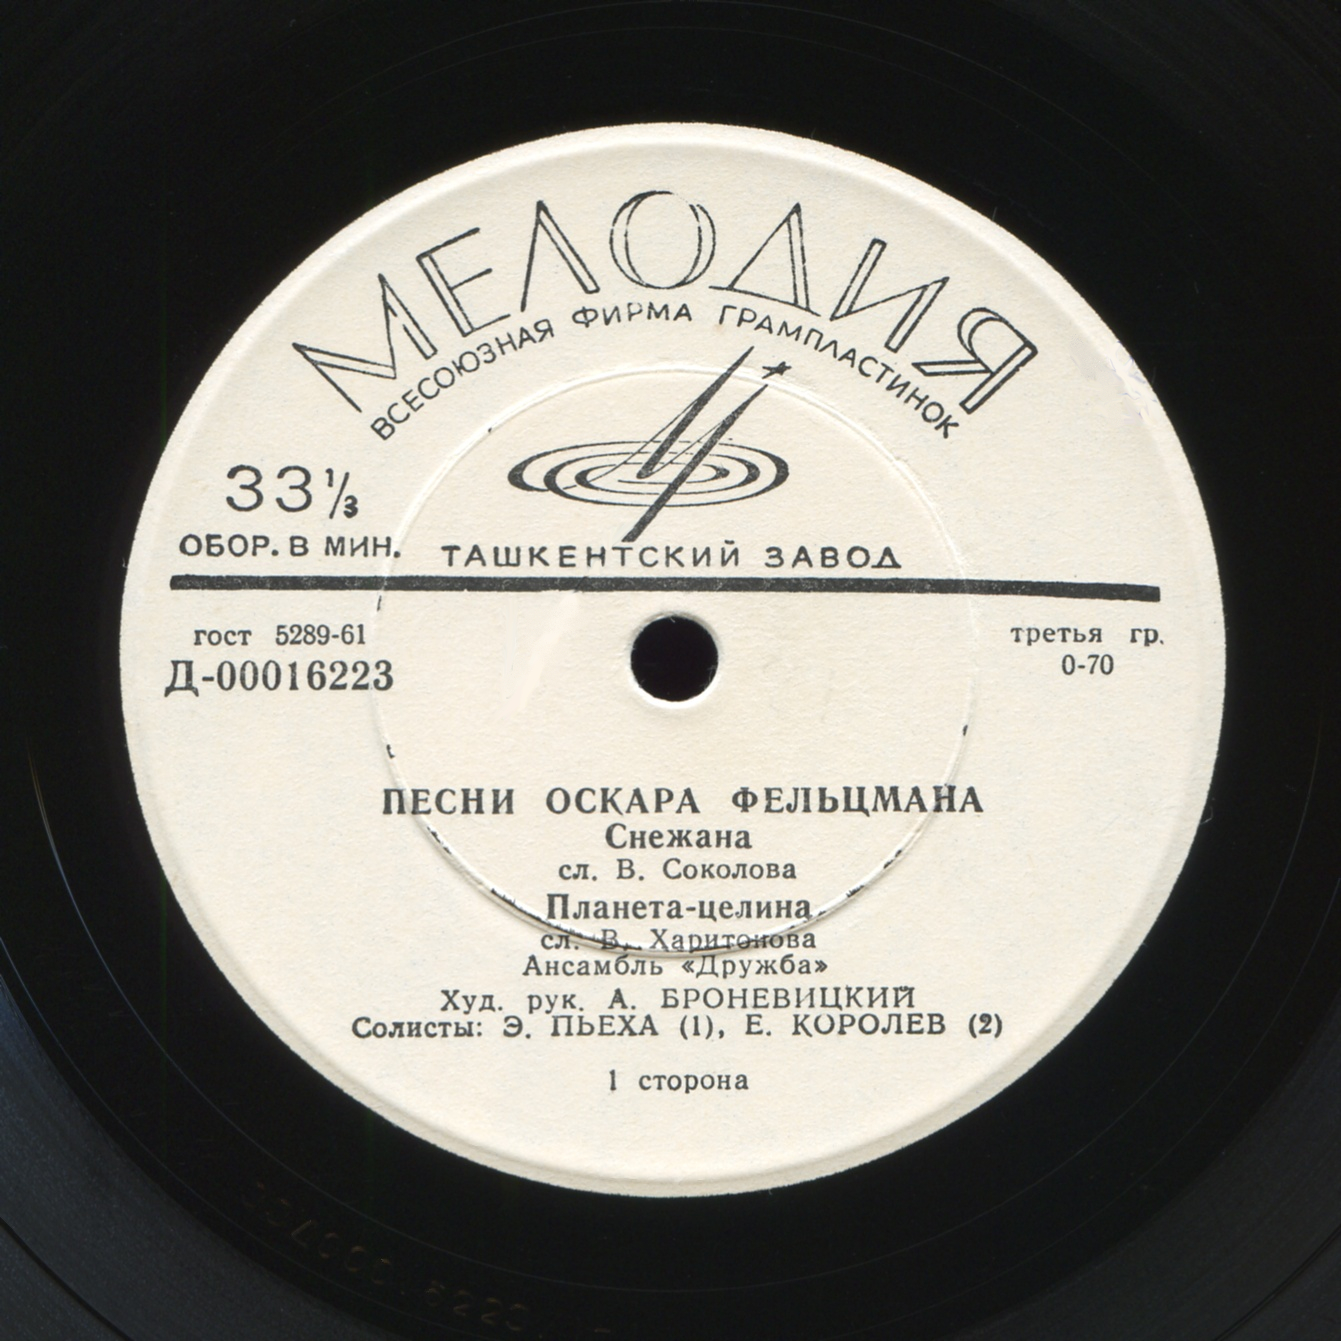 МЕЛОДИЯ
ВСЕСОЮЗНАЯ ФИРМА ГРАМПЛАСТИНОК
33⅓
ОБОР. В МИН.
ТАШКЕНТСКИЙ ЗАВОД
гост 5289-61
Д-00016223
третья гр.
0-70
ПЕСНИ ОСКАРА ФЕЛЬЦМАНА
Снежана
сл. В. Соколова
Планета-целина
сл. В. Харитонова
Ансамбль «Дружба»
Худ. рук. А. БРОНЕВИЦКИЙ
Солисты: Э. ПЬЕХА (1), Е. КОРОЛЕВ (2)
1 сторона